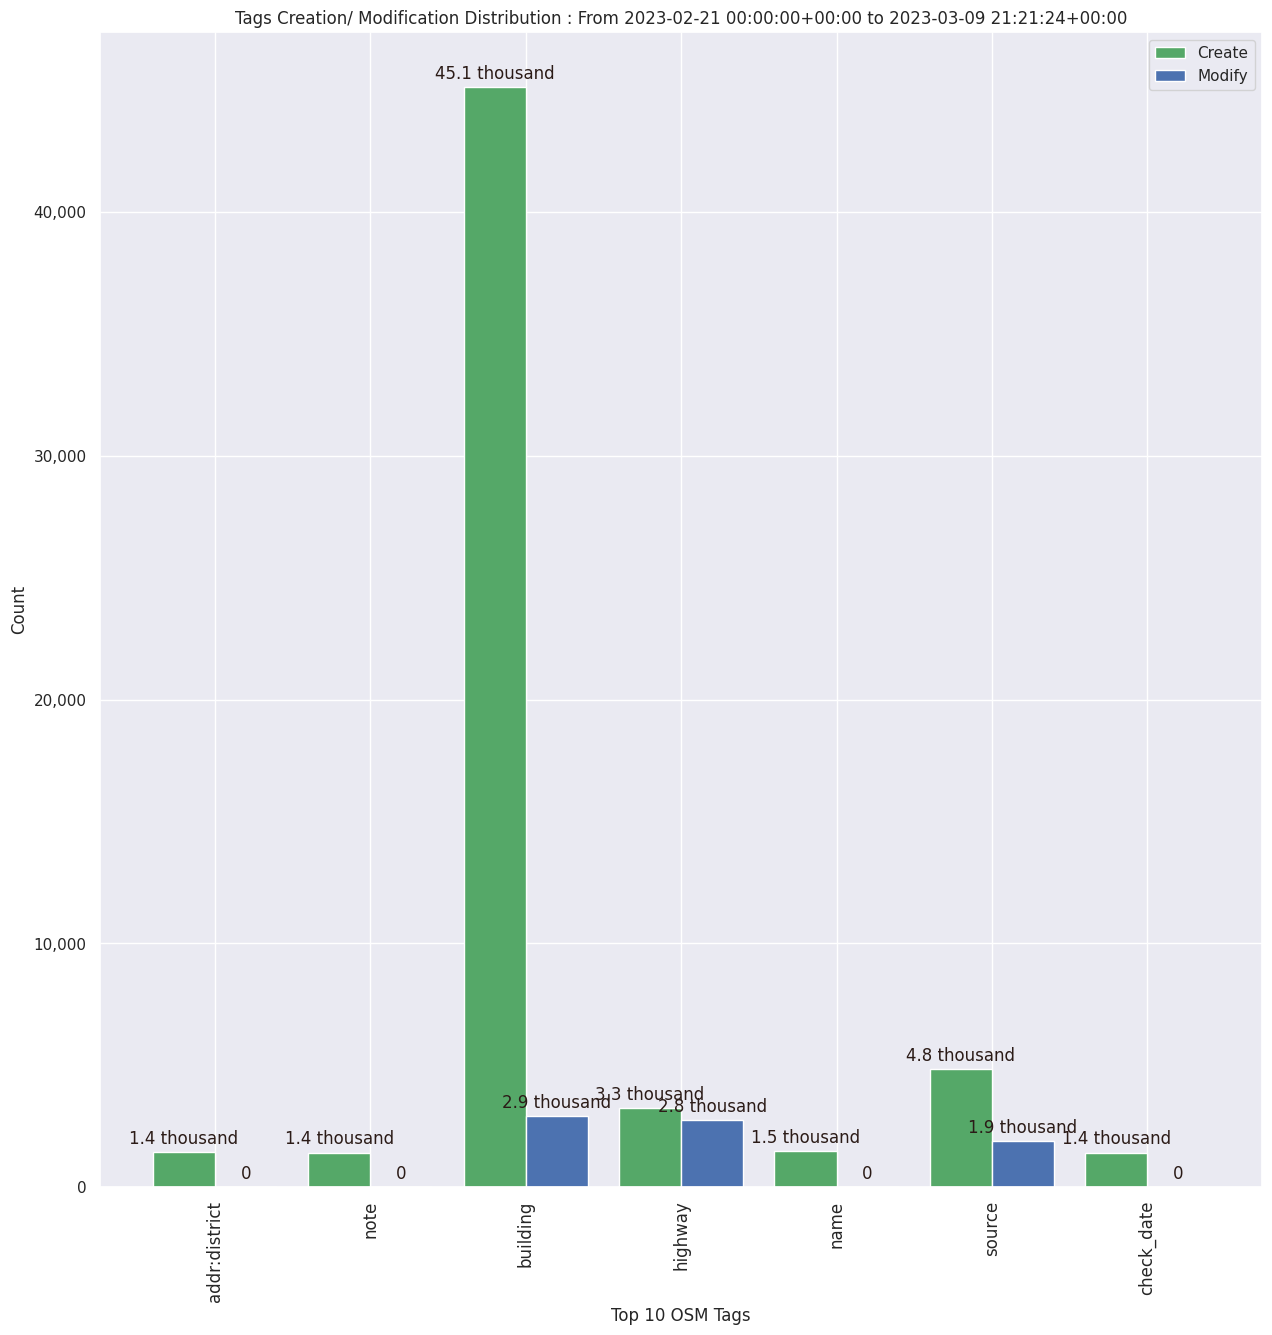 Tags Creation/ Modification Distribution : From 2023-02-21 00:00:00+00:00 to 2023-03-09 21:21:24+00:00
Create
Modify
45.1 thousand
40,000
30,000
20,000
10,000
0
Count
4.8 thousand
3.3 thousand
2.9 thousand
2.8 thousand
1.9 thousand
1.4 thousand
1.4 thousand
1.5 thousand
1.4 thousand
0
0
0
0
addr:district
note
building
highway
name
source
check_date
Top 10 OSM Tags